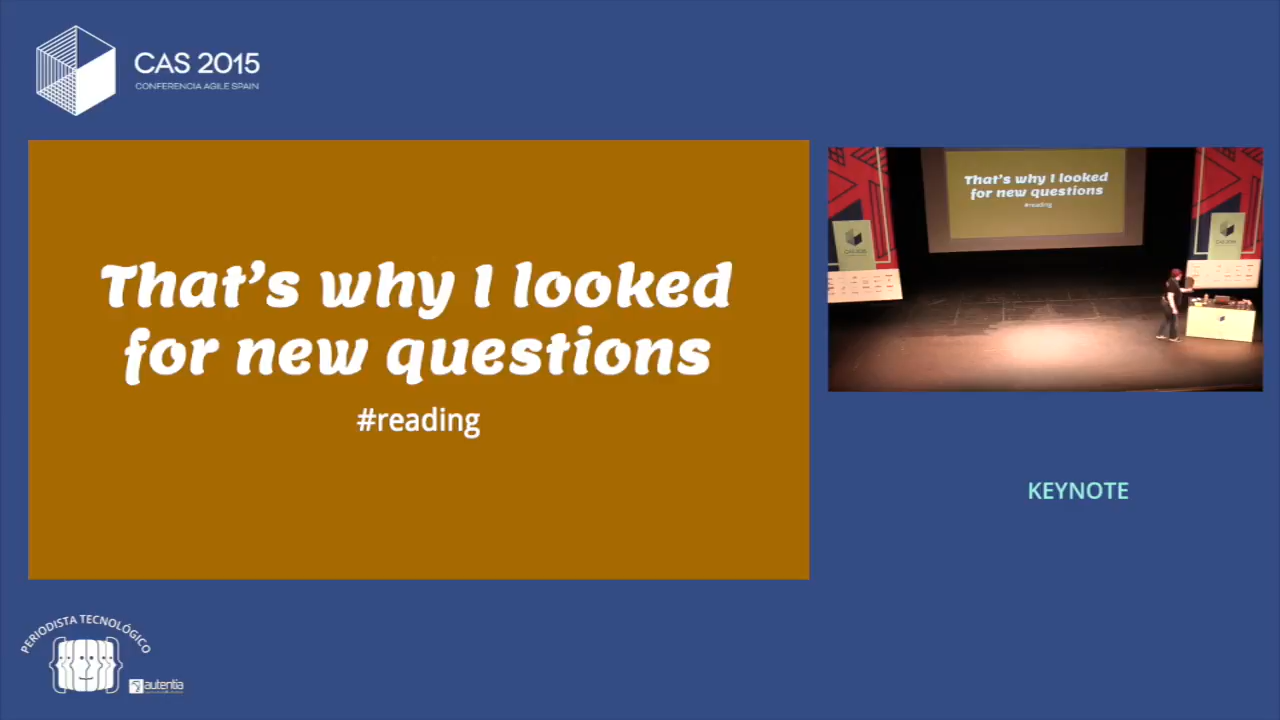 CAS 2015
CONFERENCIA AGILE SPAIN
That's why I looked
for new questions
#reading
That's why I looked
for new questions
#reading
KEYNOTE
PERIODISTA TECNOLÓGICO
autentia